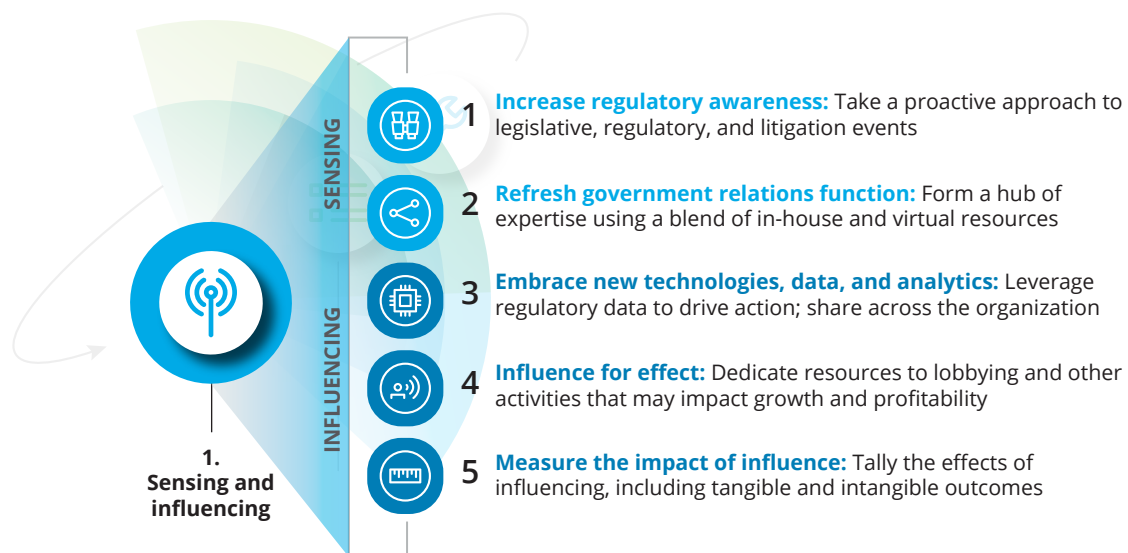 SENSING
INFLUENCING
1.
Sensing and
influencing
1
Increase regulatory awareness: Take a proactive approach to
legislative, regulatory, and litigation events
2
Refresh government relations function: Form a hub of
expertise using a blend of in-house and virtual resources
3
Embrace new technologies, data, and analytics: Leverage
regulatory data to drive action; share across the organization
4
Influence for effect: Dedicate resources to lobbying and other
activities that may impact growth and profitability
5
Measure the impact of influence: Tally the effects of
influencing, including tangible and intangible outcomes